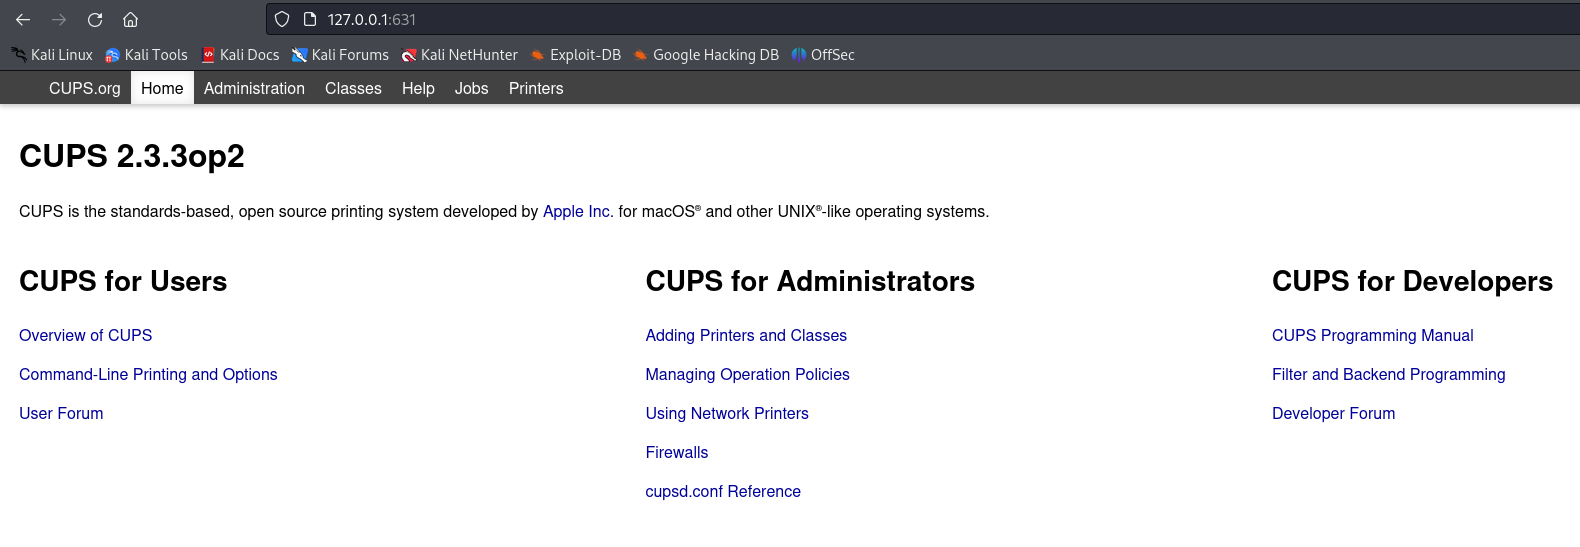 127.0.0.1:631
Kali Linux Kali Tools Kali Docs Kali Forums Kali NetHunter Exploit-DB Google Hacking DB OffSec
CUPS.org Home Administration Classes Help Jobs Printers
CUPS 2.3.3op2
CUPS is the standards-based, open source printing system developed by Apple Inc. for macOS® and other UNIX®-like operating systems.
CUPS for Users
Overview of CUPS
Command-Line Printing and Options
User Forum
CUPS for Administrators
Adding Printers and Classes
Managing Operation Policies
Using Network Printers
Firewalls
cupsd.conf Reference
CUPS for Developers
CUPS Programming Manual
Filter and Backend Programming
Developer Forum